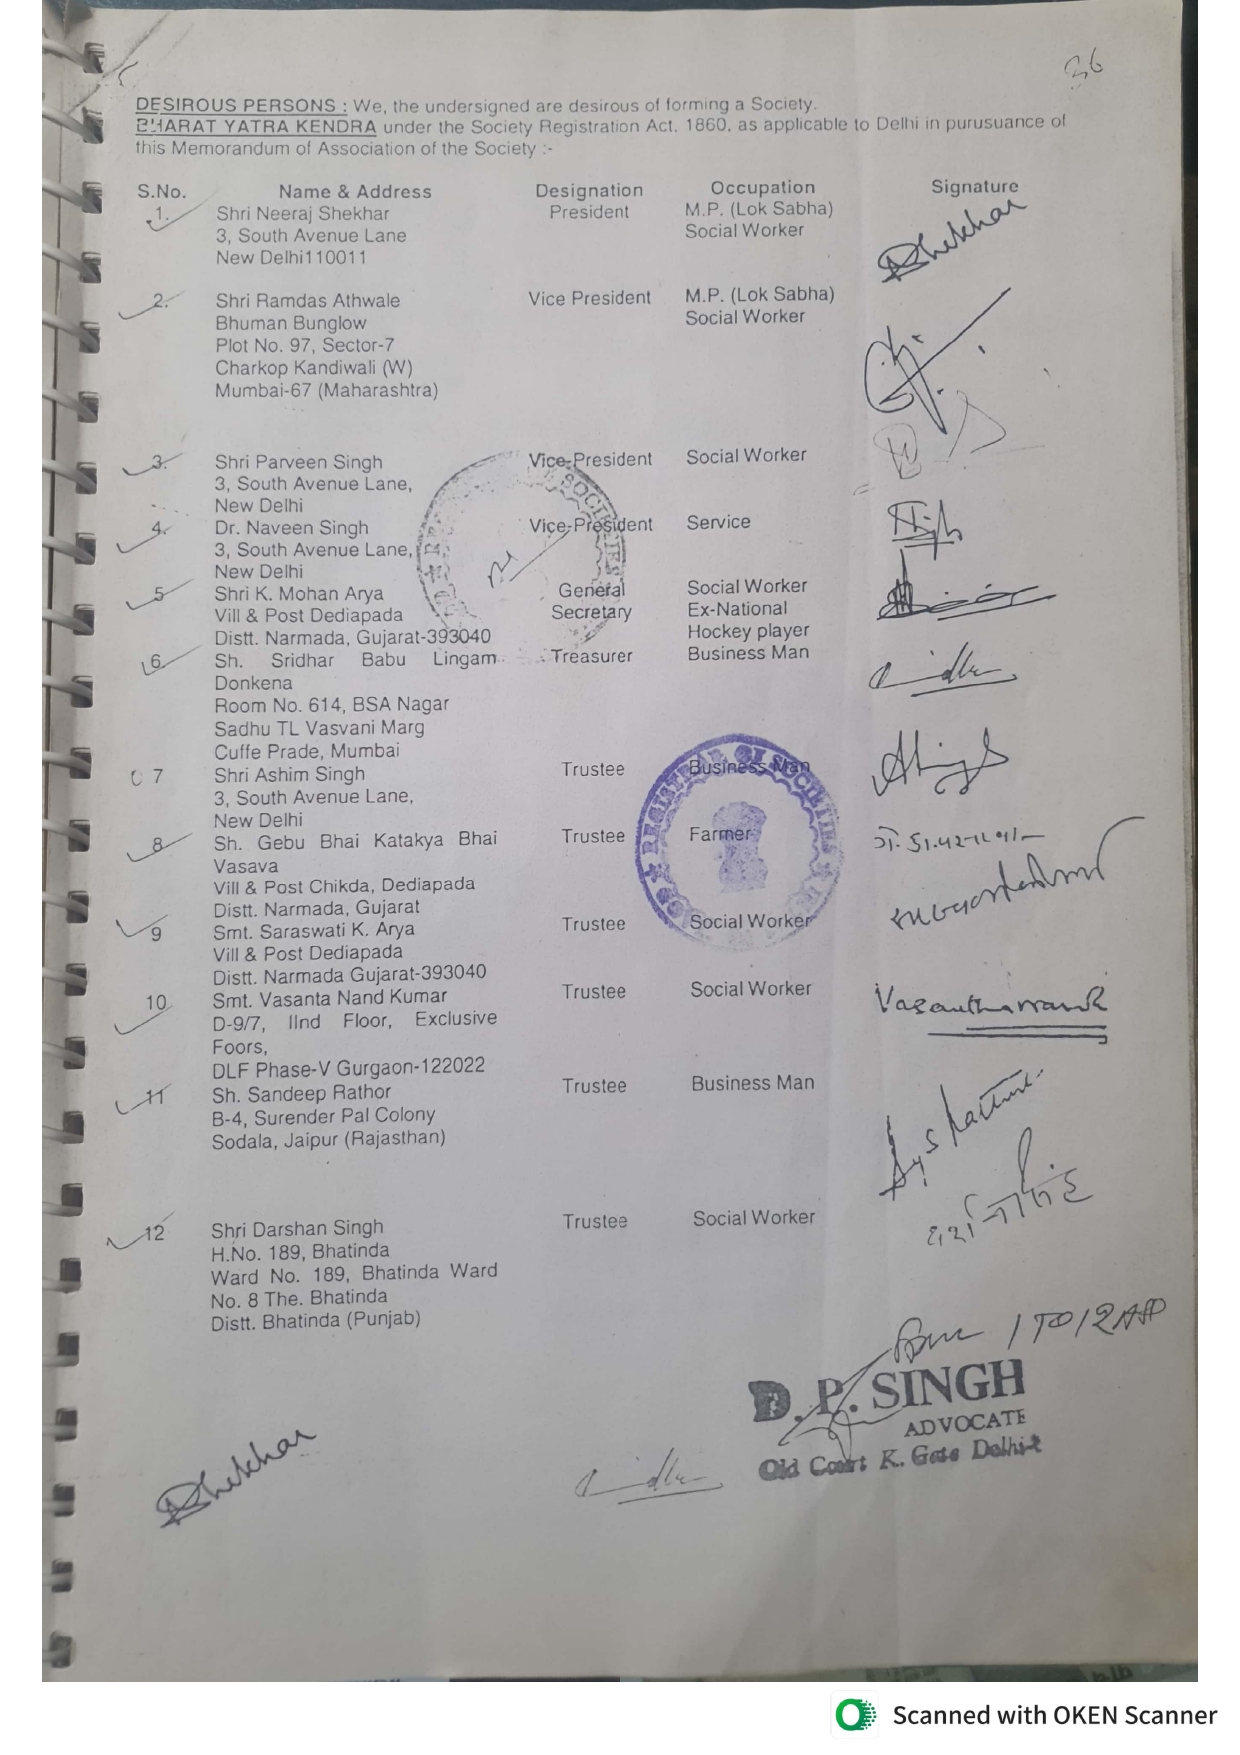 36
DESIROUS PERSONS : We, the undersigned are desirous of forming a Society.
BHARAT YATRA KENDRA under the Society Registration Act. 1860. as applicable to Delhi in purusuance of
this Memorandum of Association of the Society :-
S.No. Name & Address Designation Occupation Signature
1. Shri Neeraj Shekhar President M.P. (Lok Sabha) Shekhar
3, South Avenue Lane Social Worker
New Delhi110011
2. Shri Ramdas Athwale Vice President M.P. (Lok Sabha)
Bhuman Bunglow Social Worker
Plot No. 97, Sector-7
Charkop Kandiwali (W)
Mumbai-67 (Maharashtra)
3. Shri Parveen Singh Vice-President Social Worker
3, South Avenue Lane,
New Delhi
4. Dr. Naveen Singh Vice-President Service
3, South Avenue Lane,
New Delhi
5 Shri K. Mohan Arya General Social Worker
Vill & Post Dediapada Secretary Ex-National
Distt. Narmada, Gujarat-393040 Hockey player
6 Sh. Sridhar Babu Lingam Treasurer Business Man
Donkena
Room No. 614, BSA Nagar
Sadhu TL Vasvani Marg
Cuffe Prade, Mumbai
7 Shri Ashim Singh Trustee Business Man
3, South Avenue Lane,
New Delhi
8 Sh. Gebu Bhai Katakya Bhai Trustee Farmer
Vasava
Vill & Post Chikda, Dediapada
Distt. Narmada, Gujarat
9 Smt. Saraswati K. Arya Trustee Social Worker
Vill & Post Dediapada
Distt. Narmada Gujarat-393040
10 Smt. Vasanta Nand Kumar Trustee Social Worker
D-9/7, IInd Floor, Exclusive
Foors,
DLF Phase-V Gurgaon-122022
11 Sh. Sandeep Rathor Trustee Business Man
B-4, Surender Pal Colony
Sodala, Jaipur (Rajasthan)
12 Shri Darshan Singh Trustee Social Worker
H.No. 189, Bhatinda
Ward No. 189, Bhatinda Ward
No. 8 The. Bhatinda
Distt. Bhatinda (Punjab)
REGISTRAR OF SOCIETIES
1 TO 12
D. P. SINGH
ADVOCATE
Old Court K. Gate Delhi
Shekhar
Scanned with OKEN Scanner